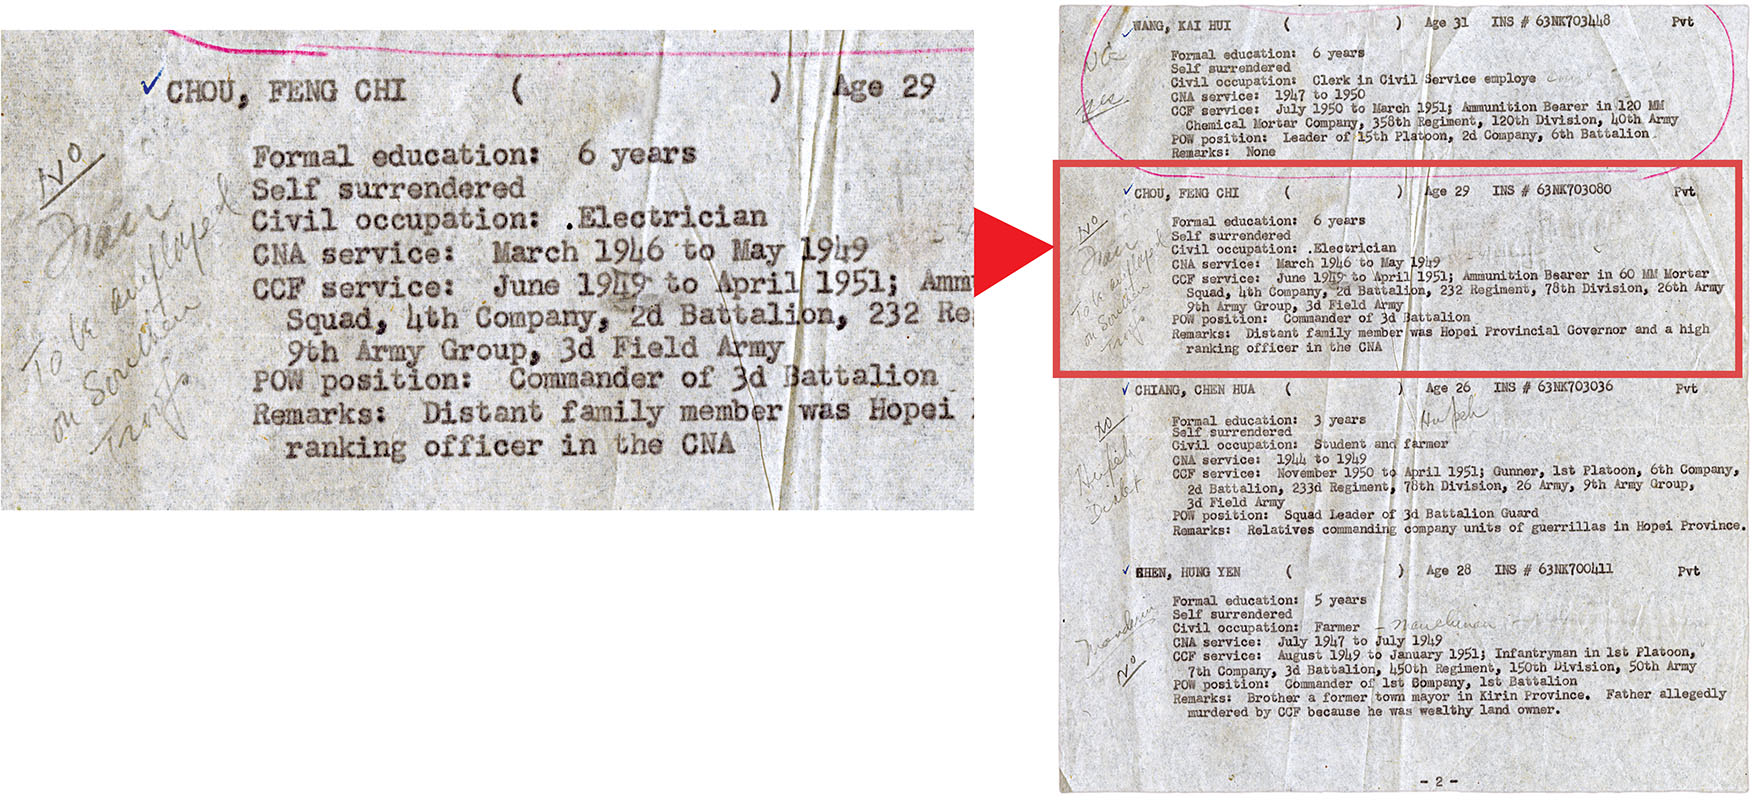 CHOU, FENG CHI ( ) Age 29
No
Formal education: 6 years
Self surrendered
Civil occupation: .Electrician
CNA service: March 1946 to May 1949
CCF service: June 1949 to April 1951; Amm
Squad, 4th Company, 2d Battalion, 232 Re
9th Army Group, 3d Field Army
POW position: Commander of 3d Battalion
Remarks: Distant family member was Hopei
ranking officer in the CNA
To be employed
on Southern
Troops
WANG, KAI HUI ( ) Age 31 INS # 63NK703448 Pvt
Formal education: 6 years
Self surrendered
Civil occupation: Clerk in Civil Service employe
CNA service: 1947 to 1950
CCF service: July 1950 to March 1951; Ammunition Bearer in 120 MM
Chemical Mortar Company, 358th Regiment, 120th Division, 40th Army
POW position: Leader of 15th Platoon, 2d Company, 6th Battalion
Remarks: None
yes
CHOU, FENG CHI ( ) Age 29 INS # 63NK703080 Pvt
No
Formal education: 6 years
Self surrendered
Civil occupation: .Electrician
CNA service: March 1946 to May 1949
CCF service: June 1949 to April 1951; Ammunition Bearer in 60 MM Mortar
Squad, 4th Company, 2d Battalion, 232 Regiment, 78th Division, 26th Army
9th Army Group, 3d Field Army
POW position: Commander of 3d Battalion
Remarks: Distant family member was Hopei Provincial Governor and a high
ranking officer in the CNA
To be employed
on Southern
Troops
CHIANG, CHEN HUA ( ) Age 26 INS # 63NK703036 Pvt
No
Formal education: 3 years Hupeh
Self surrendered
Civil occupation: Student and farmer
CNA service: 1944 to 1949
CCF service: November 1950 to April 1951; Gunner, 1st Platoon, 6th Company,
2d Battalion, 233d Regiment, 78th Division, 26 Army, 9th Army Group,
3d Field Army
POW position: Squad Leader of 3d Battalion Guard
Remarks: Relatives commanding company units of guerrillas in Hopei Province.
Hupeh
Dialect
CHEN, HUNG YEN ( ) Age 28 INS # 63NK700411 Pvt
Formal education: 5 years
Self surrendered
Civil occupation: Farmer -
CNA service: July 1947 to July 1949
CCF service: August 1949 to January 1951; Infantryman in 1st Platoon,
7th Company, 3d Battalion, 450th Regiment, 150th Division, 50th Army
POW position: Commander of 1st Company, 1st Battalion
Remarks: Brother a former town mayor in Kirin Province. Father allegedly
murdered by CCF because he was wealthy land owner.
Mandarin
No
- 2 -